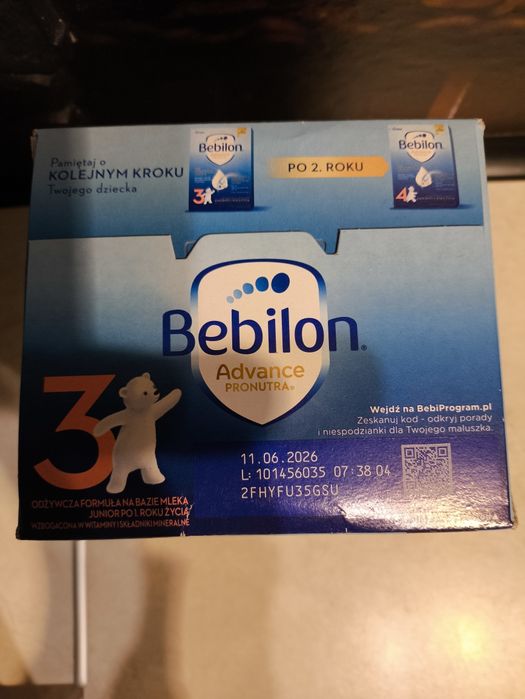 Pamiętaj o
KOLEJNYM KROKU
Twojego dziecka
Bebilon
3
PO 2. ROKU
Bebilon
4
Bebilon®
Advance
PRONUTRA®
3
Wejdź na BebiProgram.pl
Zeskanuj kod - odkryj porady
i niespodzianki dla Twojego maluszka.
11.06.2026
L: 101456035 07:38 04
2FHYFU35GSU
ODŻYWCZA FORMUŁA NA BAZIE MLEKA
JUNIOR PO 1. ROKU ŻYCIA,
WZBOGACONA W WITAMINY I SKŁADNIKI MINERALNE